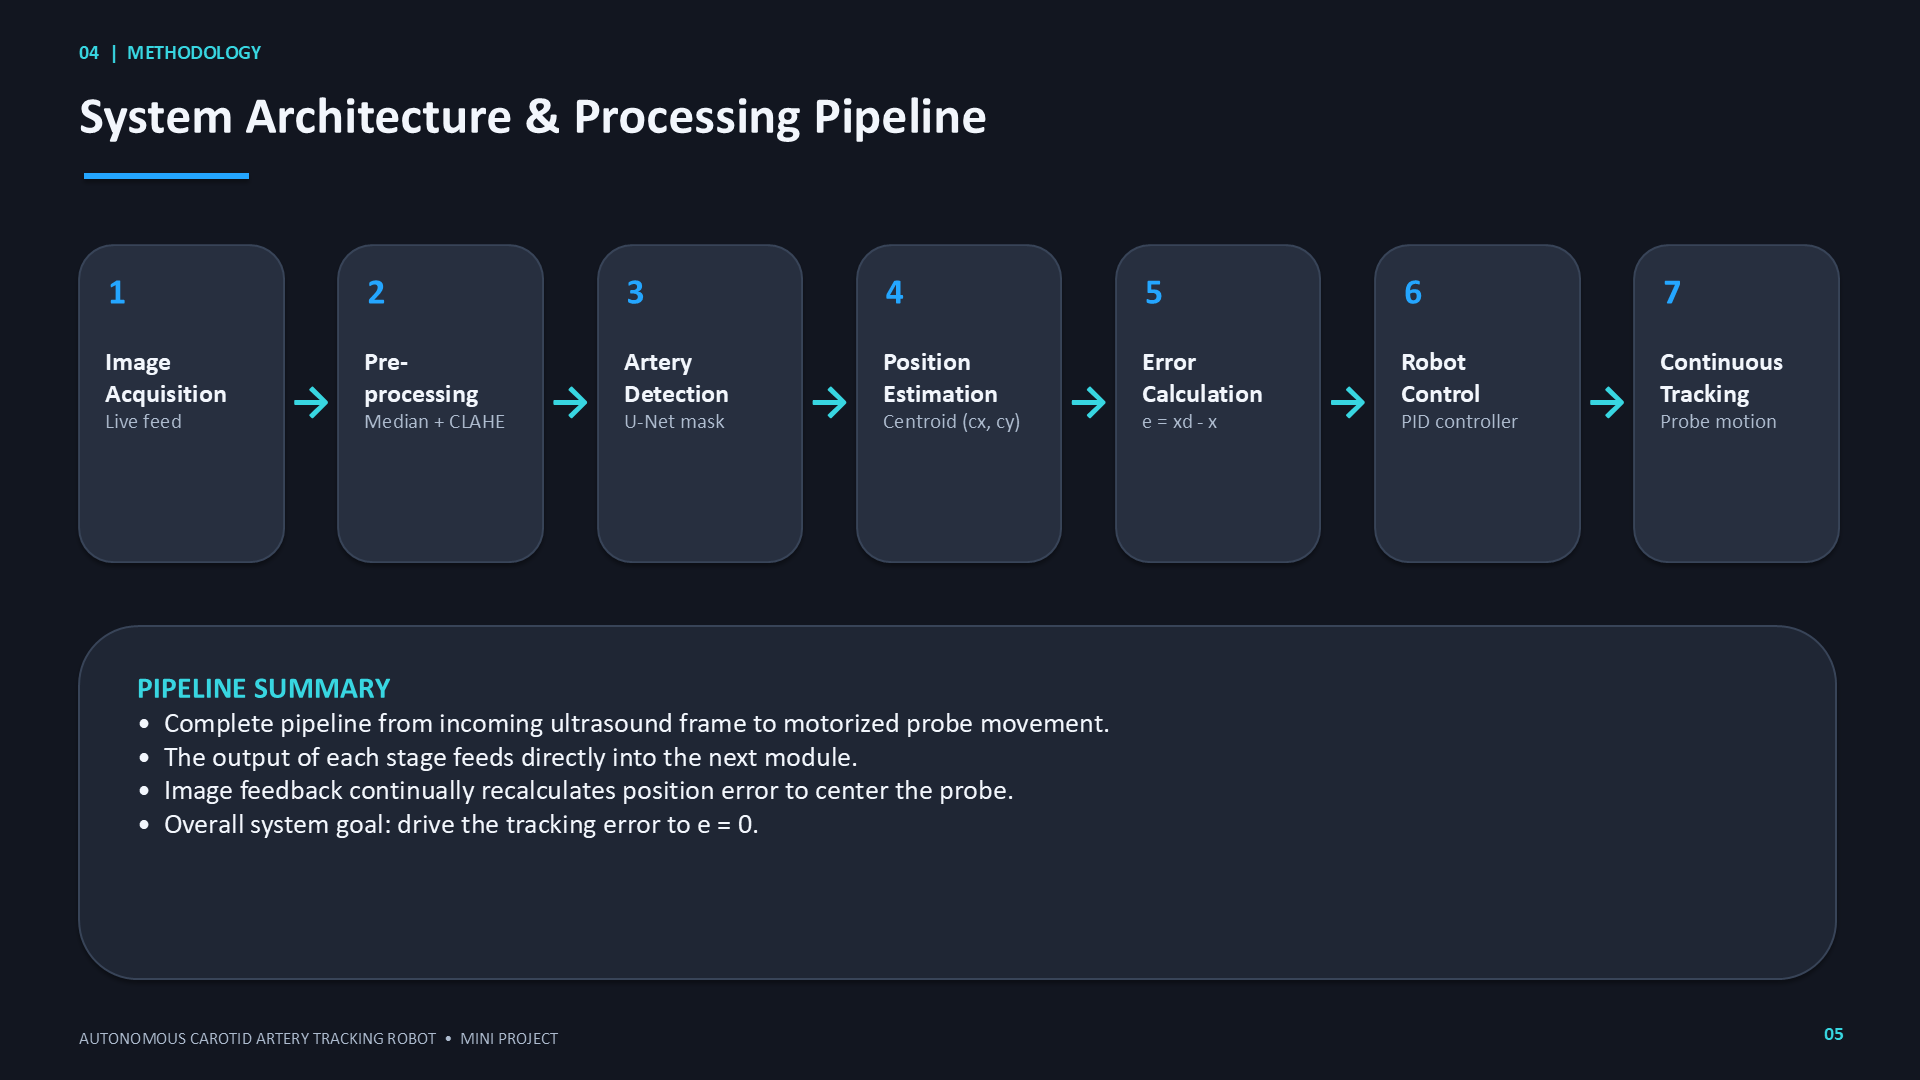 04 | METHODOLOGY
System Architecture & Processing Pipeline
1
Image
Acquisition
Live feed
→
2
Pre-
processing
Median + CLAHE
→
3
Artery
Detection
U-Net mask
→
4
Position
Estimation
Centroid (cx, cy)
→
5
Error
Calculation
e = xd - x
→
6
Robot
Control
PID controller
→
7
Continuous
Tracking
Probe motion
PIPELINE SUMMARY
• Complete pipeline from incoming ultrasound frame to motorized probe movement.
• The output of each stage feeds directly into the next module.
• Image feedback continually recalculates position error to center the probe.
• Overall system goal: drive the tracking error to e = 0.
AUTONOMOUS CAROTID ARTERY TRACKING ROBOT • MINI PROJECT
05